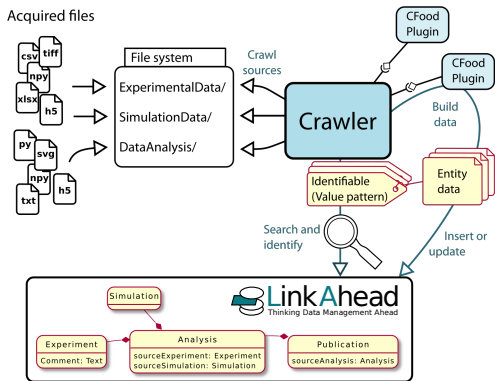 Acquired files
csv
tiff
npy
xlsx
h5
py
svg
npy
h5
txt
File system
ExperimentalData/
SimulationData/
DataAnalysis/
Crawl
sources
Crawler
CFood
Plugin
CFood
Plugin
Build
data
Identifiable
(Value pattern)
Entity
data
Search and
identify
Insert or
update
LinkAhead
Thinking Data Management Ahead
Simulation
Experiment
Comment: Text
Analysis
sourceExperiment: Experiment
sourceSimulation: Simulation
Publication
sourceAnalysis: Analysis